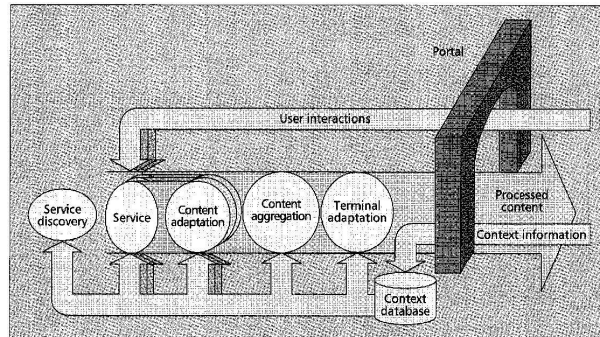 Portal
User interactions
Service
discovery
Service
Content
adaptation
Content
aggregation
Terminal
adaptation
Processed
content
Context information
Context
database